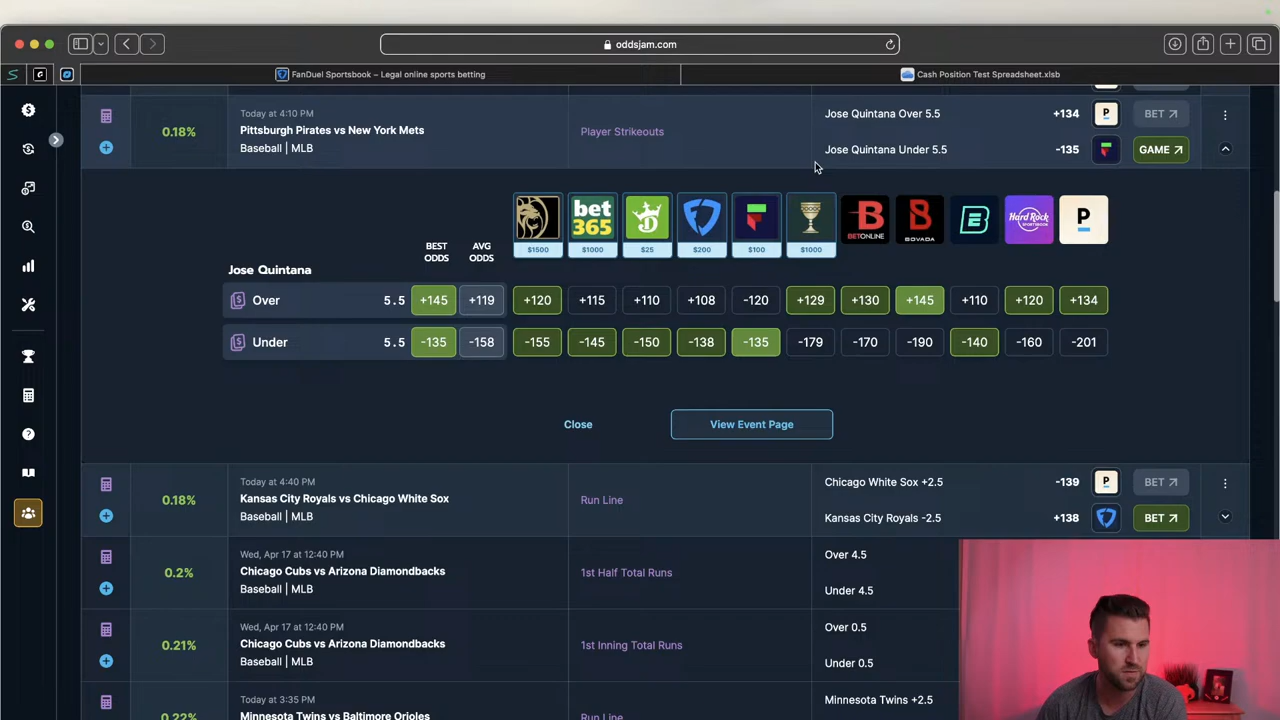 oddsjam.com
FanDuel Sportsbook – Legal online sports betting
Cash Position Test Spreadsheet.xlsb
0.18%
Today at 4:10 PM
Pittsburgh Pirates vs New York Mets
Baseball | MLB
Player Strikeouts
Jose Quintana Over 5.5 +134 P BET
Jose Quintana Under 5.5 -135 GAME
bet365 BETONLINE BOVADA Hard Rock SPORTSBOOK P
$1500 $1000 $25 $200 $100 $1000
BEST ODDS AVG ODDS
Jose Quintana
Over 5.5 +145 +119 +120 +115 +110 +108 -120 +129 +130 +145 +110 +120 +134
Under 5.5 -135 -158 -155 -145 -150 -138 -135 -179 -170 -190 -140 -160 -201
Close View Event Page
0.18%
Today at 4:40 PM
Kansas City Royals vs Chicago White Sox
Baseball | MLB
Run Line
Chicago White Sox +2.5 -139 P BET
Kansas City Royals -2.5 +138 BET
0.2%
Wed, Apr 17 at 12:40 PM
Chicago Cubs vs Arizona Diamondbacks
Baseball | MLB
1st Half Total Runs
Over 4.5
Under 4.5
0.21%
Wed, Apr 17 at 12:40 PM
Chicago Cubs vs Arizona Diamondbacks
Baseball | MLB
1st Inning Total Runs
Over 0.5
Under 0.5
0.22%
Today at 3:35 PM
Minnesota Twins vs Baltimore Orioles
Run Line
Minnesota Twins +2.5